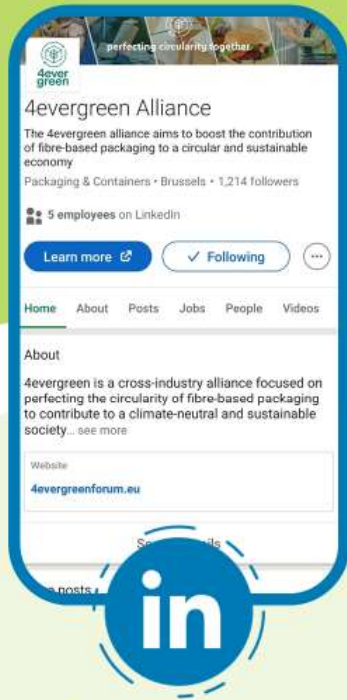 perfecting circularity together
4ever
green
4evergreen Alliance
The 4evergreen alliance aims to boost the contribution
of fibre-based packaging to a circular and sustainable
economy
Packaging & Containers • Brussels • 1,214 followers
5 employees on LinkedIn
Learn more
Following
Home About Posts Jobs People Videos
About
4evergreen is a cross-industry alliance focused on
perfecting the circularity of fibre-based packaging
to contribute to a climate-neutral and sustainable
society... see more
Website
4evergreenforum.eu
posts
in